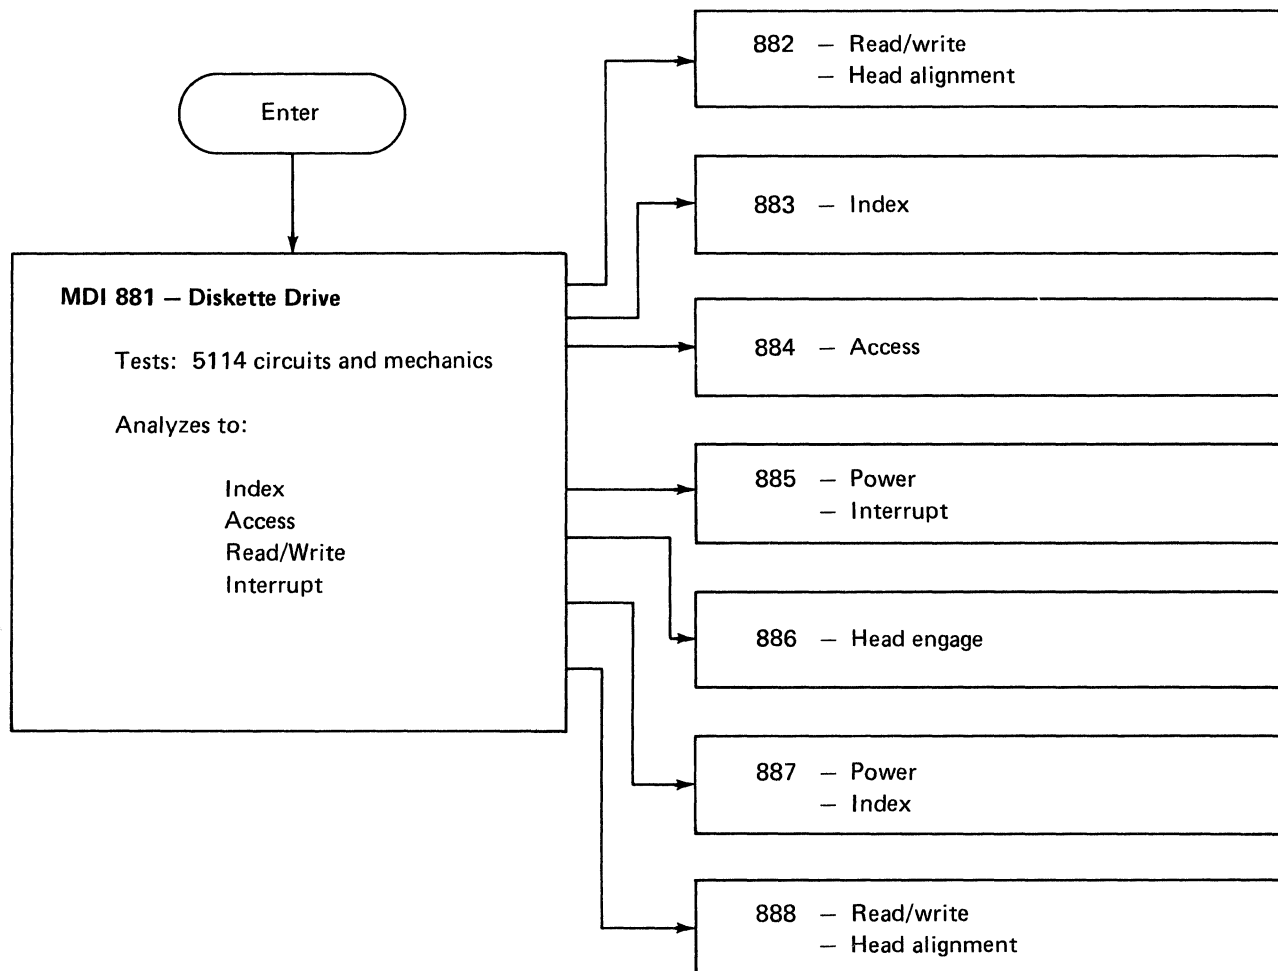 Enter
MDI 881 – Diskette Drive
Tests: 5114 circuits and mechanics
Analyzes to:
Index
Access
Read/Write
Interrupt
882 – Read/write
– Head alignment
883 – Index
884 – Access
885 – Power
– Interrupt
886 – Head engage
887 – Power
– Index
888 – Read/write
– Head alignment